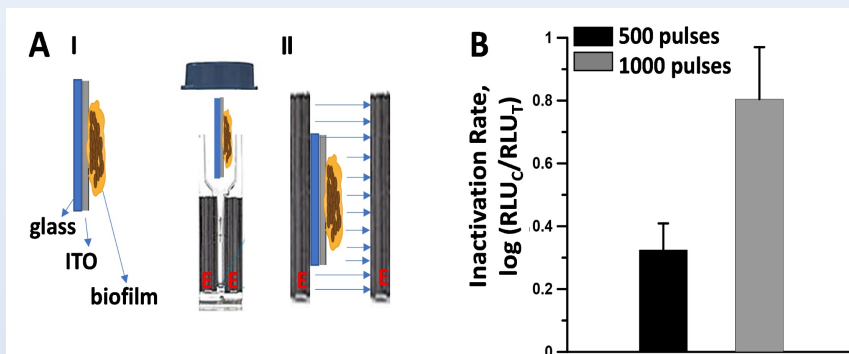 A
I
II
glass
ITO
biofilm
E E
E E
B
500 pulses
1000 pulses
Inactivation Rate,
log (RLU_C/RLU_T)
1
0.8
0.6
0.4
0.2
0